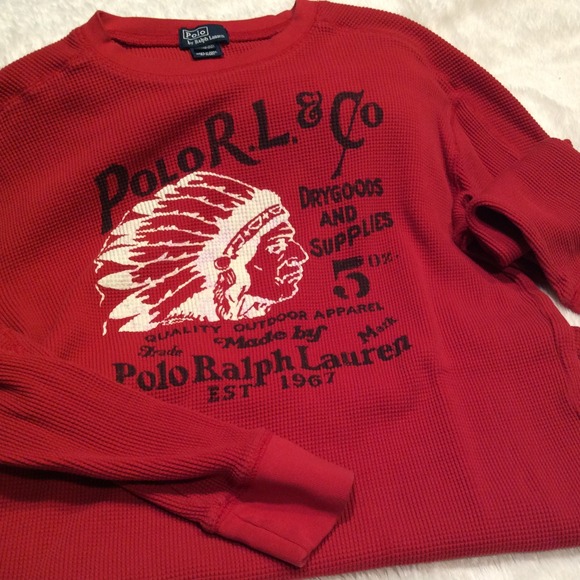 Polo
by Ralph Lauren
POLO R.L. & Co
DRYGOODS
AND
SUPPLIES
5 OZ.
QUALITY OUTDOOR APPAREL
Made by
Trade Mark
Polo Ralph Lauren
EST 1967